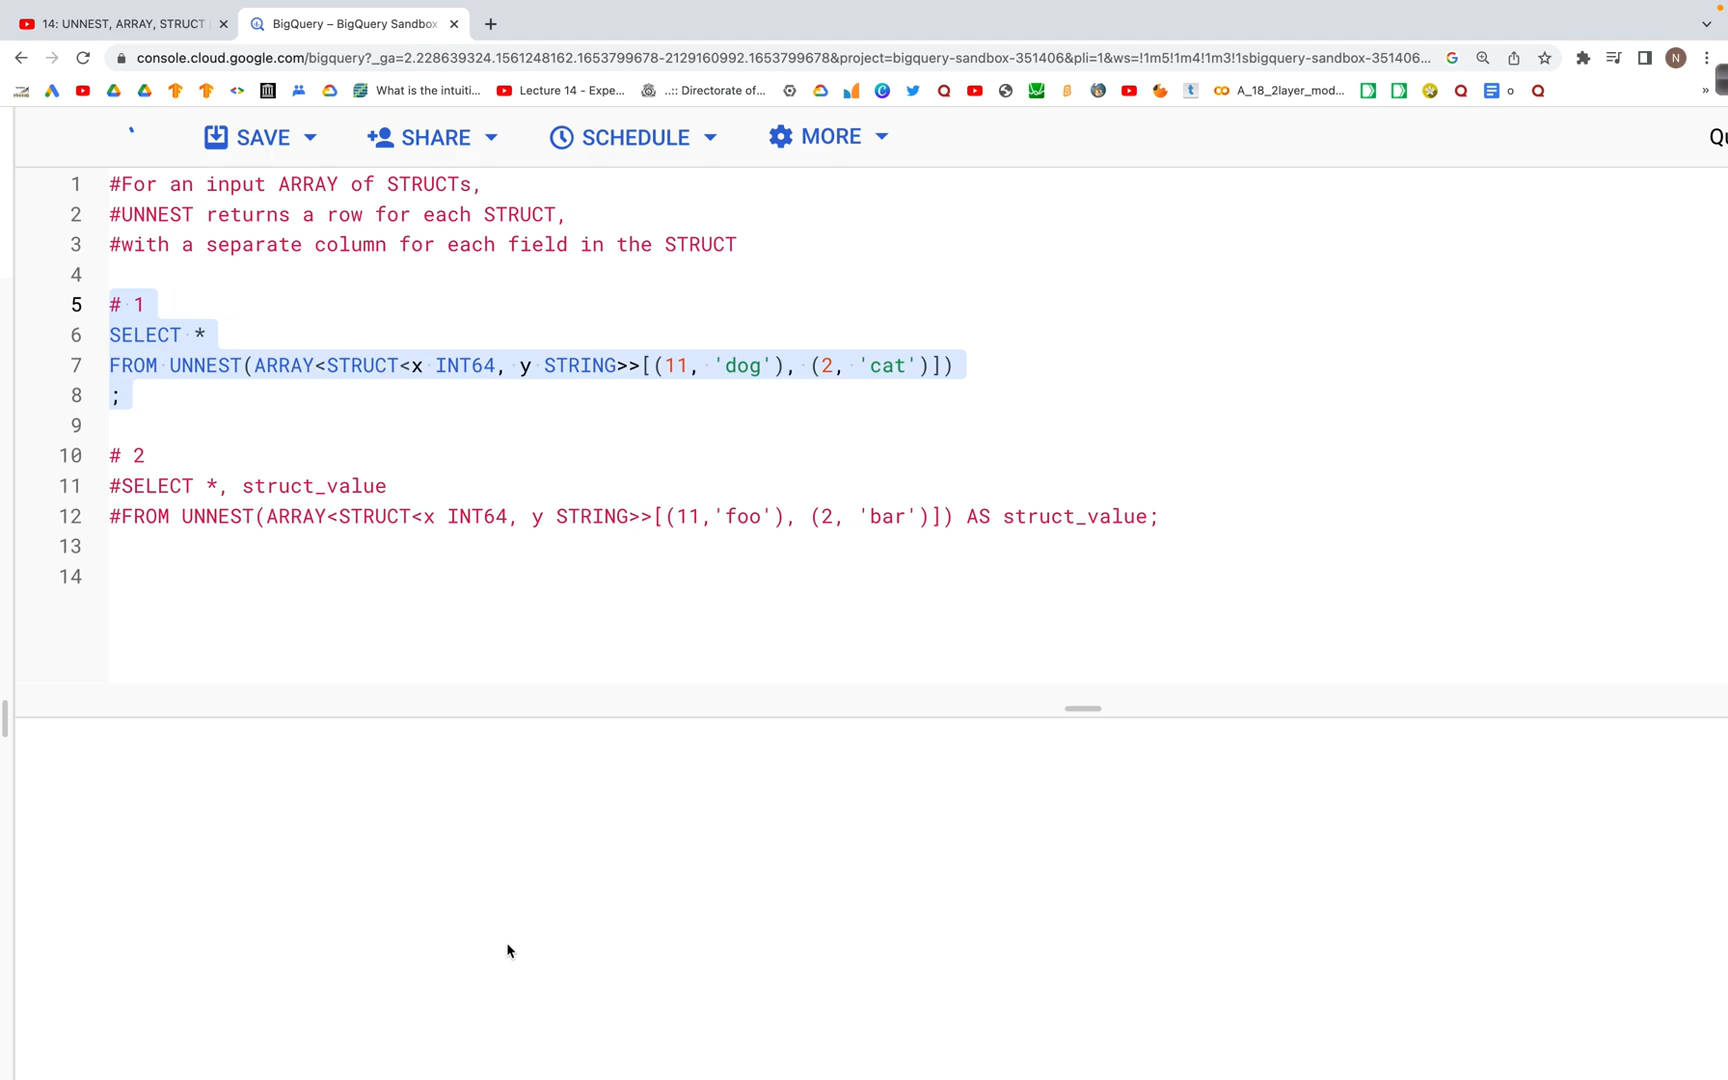 14: UNNEST, ARRAY, STRUCT
BigQuery – BigQuery Sandbox
console.cloud.google.com/bigquery?_ga=2.228639324.1561248162.1653799678-2129160992.1653799678&project=bigquery-sandbox-351406&pli=1&ws=!1m5!1m4!1m3!1sbigquery-sandbox-351406...
N
What is the intuiti...
Lecture 14 - Expe...
..:: Directorate of...
A_18_2layer_mod...
o
»
SAVE
SHARE
SCHEDULE
MORE
Qu
1 #For an input ARRAY of STRUCTs,
2 #UNNEST returns a row for each STRUCT,
3 #with a separate column for each field in the STRUCT
4
5 # 1
6 SELECT *
7 FROM UNNEST(ARRAY<STRUCT<x INT64, y STRING>>[(11, 'dog'), (2, 'cat')])
8 ;
9
10 # 2
11 #SELECT *, struct_value
12 #FROM UNNEST(ARRAY<STRUCT<x INT64, y STRING>>[(11,'foo'), (2, 'bar')]) AS struct_value;
13
14